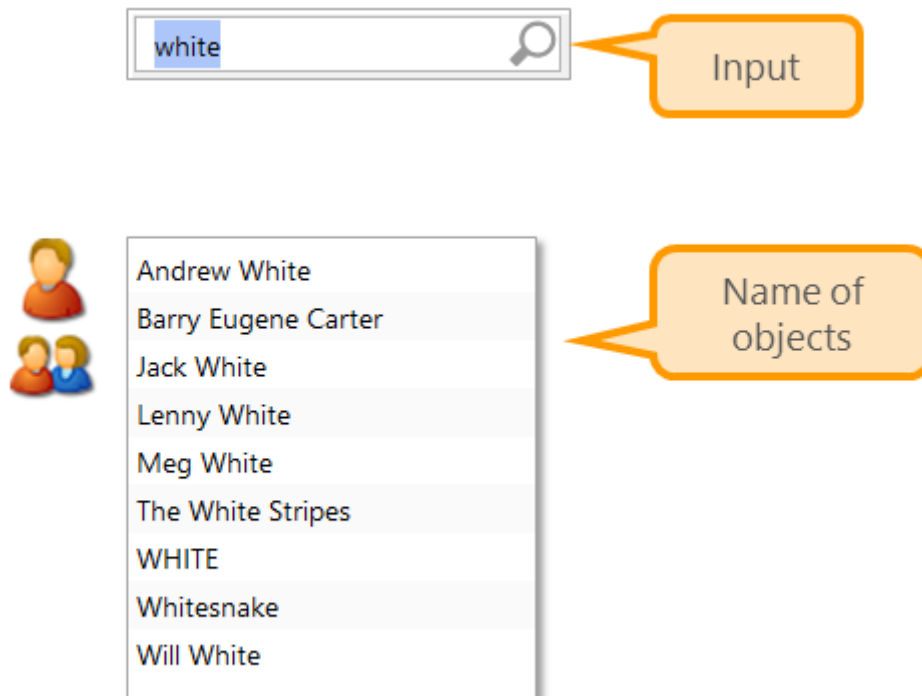 white
Input
Andrew White
Barry Eugene Carter
Jack White
Lenny White
Meg White
The White Stripes
WHITE
Whitesnake
Will White
Name of
objects